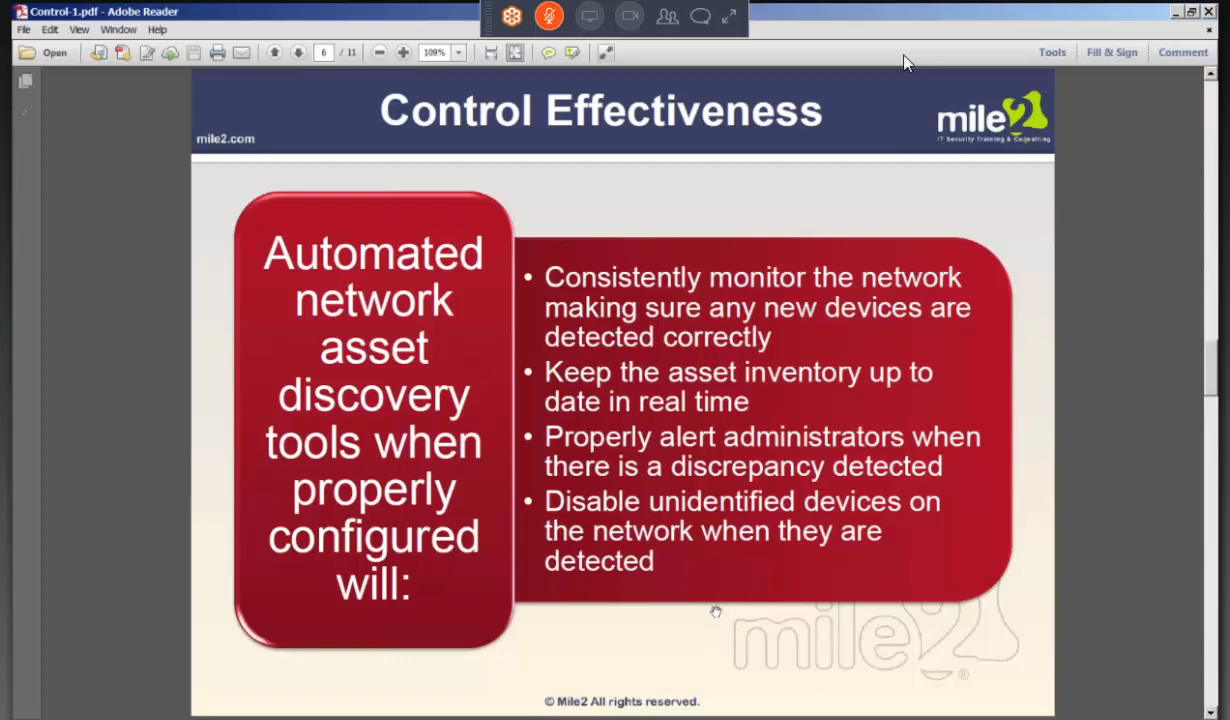 Control-1.pdf - Adobe Reader
File Edit View Window Help
Open 6 / 11 109% Tools Fill & Sign Comment
Control Effectiveness
mile2.com
mile2
IT Security Training & Consulting
Automated
network
asset
discovery
tools when
properly
configured
will:
• Consistently monitor the network
making sure any new devices are
detected correctly
• Keep the asset inventory up to
date in real time
• Properly alert administrators when
there is a discrepancy detected
• Disable unidentified devices on
the network when they are
detected
mile2®
© Mile2 All rights reserved.